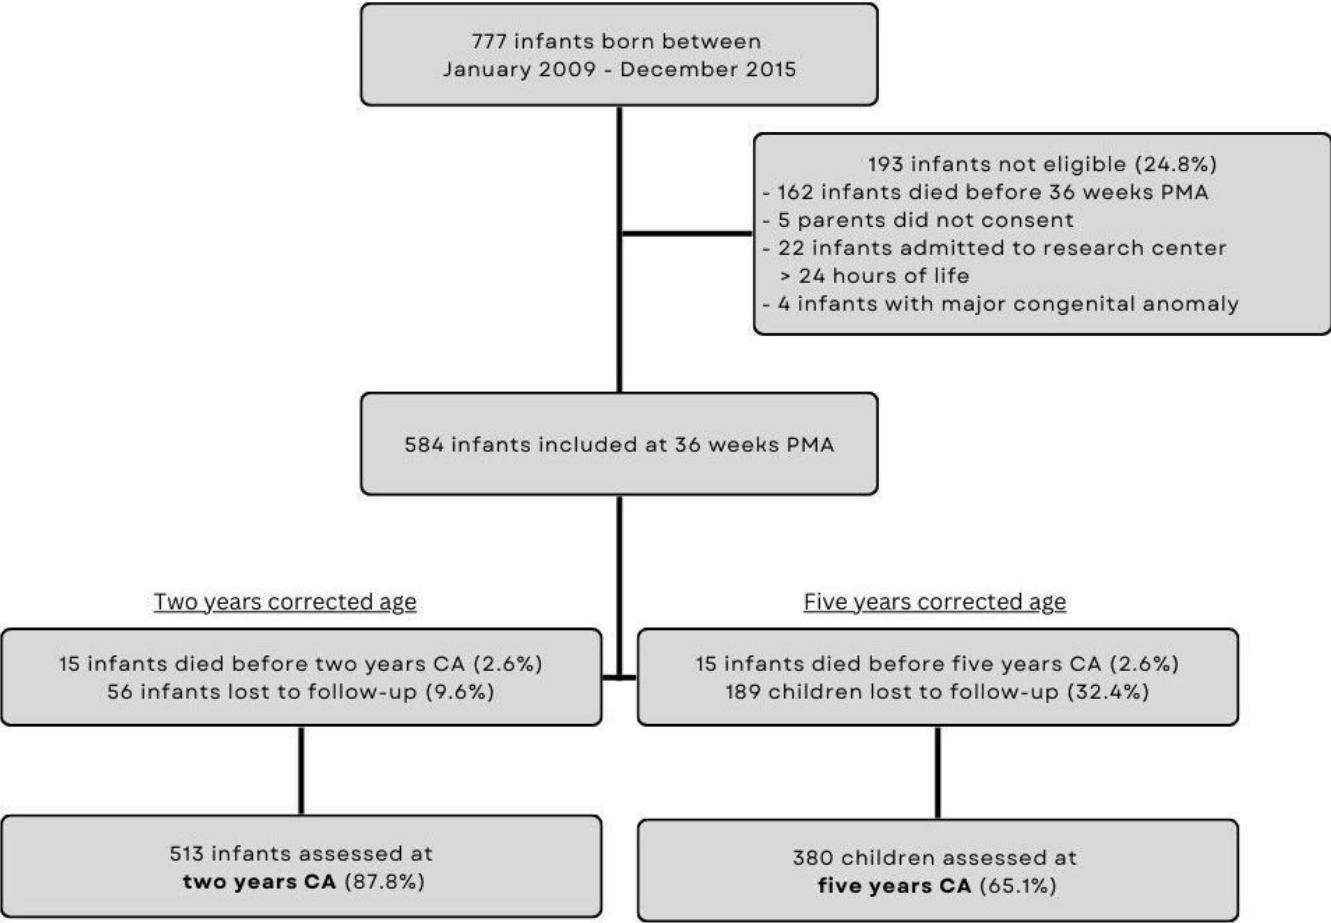 777 infants born between
January 2009 - December 2015
193 infants not eligible (24.8%)
- 162 infants died before 36 weeks PMA
- 5 parents did not consent
- 22 infants admitted to research center
> 24 hours of life
- 4 infants with major congenital anomaly
584 infants included at 36 weeks PMA
Two years corrected age
15 infants died before two years CA (2.6%)
56 infants lost to follow-up (9.6%)
513 infants assessed at
two years CA (87.8%)
Five years corrected age
15 infants died before five years CA (2.6%)
189 children lost to follow-up (32.4%)
380 children assessed at
five years CA (65.1%)